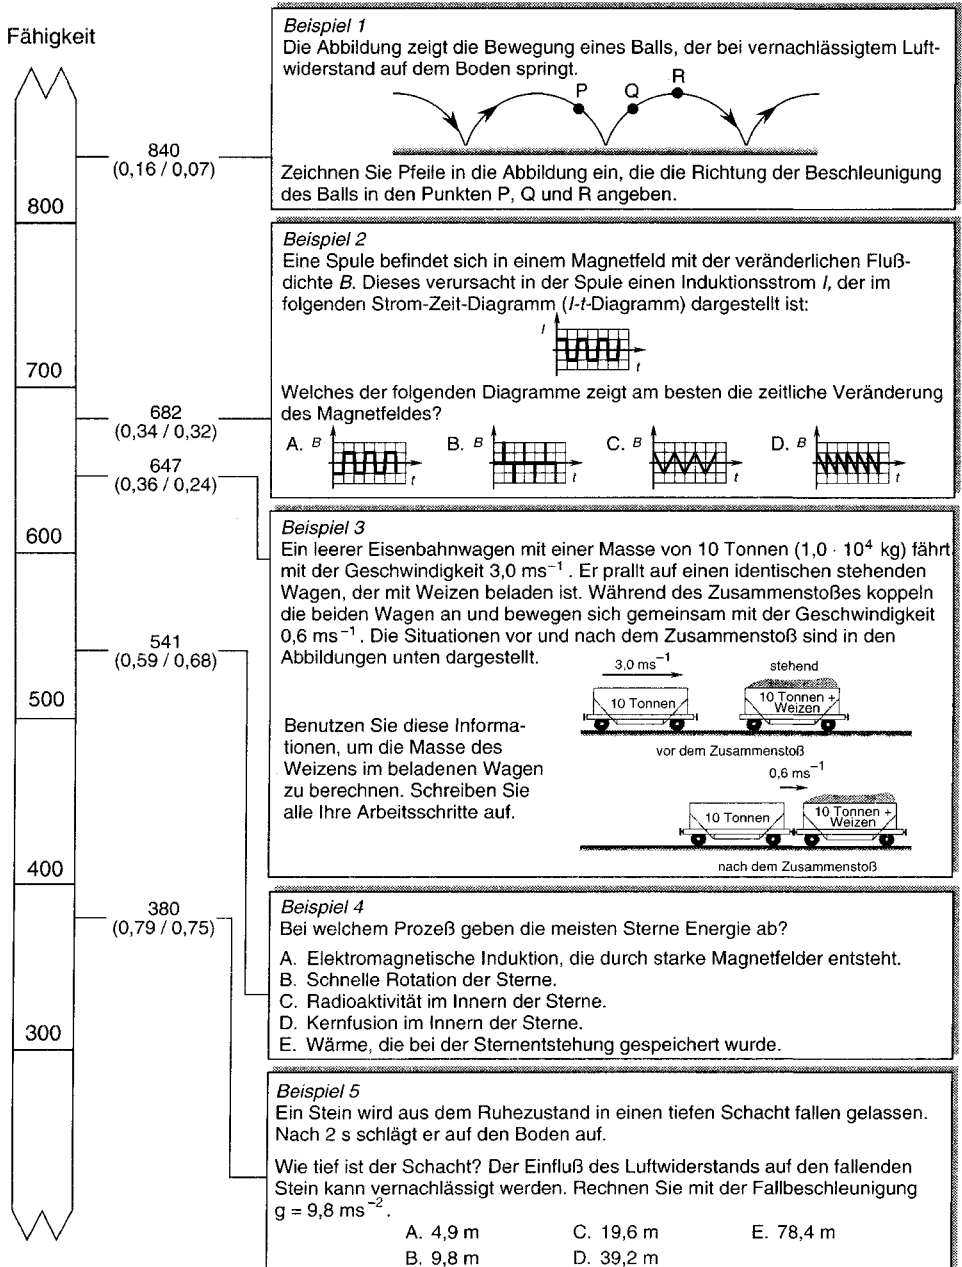 Fähigkeit
800
700
600
500
400
300
840
(0,16 / 0,07)
682
(0,34 / 0,32)
647
(0,36 / 0,24)
541
(0,59 / 0,68)
380
(0,79 / 0,75)
Beispiel 1
Die Abbildung zeigt die Bewegung eines Balls, der bei vernachlässigtem Luft-
widerstand auf dem Boden springt.
P Q R
Zeichnen Sie Pfeile in die Abbildung ein, die die Richtung der Beschleunigung
des Balls in den Punkten P, Q und R angeben.
Beispiel 2
Eine Spule befindet sich in einem Magnetfeld mit der veränderlichen Fluß-
dichte B. Dieses verursacht in der Spule einen Induktionsstrom I, der im
folgenden Strom-Zeit-Diagramm (I-t-Diagramm) dargestellt ist:
I
t
Welches der folgenden Diagramme zeigt am besten die zeitliche Veränderung
des Magnetfeldes?
A. B t B. B t C. B t D. B t
Beispiel 3
Ein leerer Eisenbahnwagen mit einer Masse von 10 Tonnen (1,0 · 10⁴ kg) fährt
mit der Geschwindigkeit 3,0 ms⁻¹ . Er prallt auf einen identischen stehenden
Wagen, der mit Weizen beladen ist. Während des Zusammenstoßes koppeln
die beiden Wagen an und bewegen sich gemeinsam mit der Geschwindigkeit
0,6 ms⁻¹ . Die Situationen vor und nach dem Zusammenstoß sind in den
Abbildungen unten dargestellt.
Benutzen Sie diese Informa-
tionen, um die Masse des
Weizens im beladenen Wagen
zu berechnen. Schreiben Sie
alle Ihre Arbeitsschritte auf.
3,0 ms⁻¹
stehend
10 Tonnen
10 Tonnen +
Weizen
vor dem Zusammenstoß
0,6 ms⁻¹
10 Tonnen
10 Tonnen +
Weizen
nach dem Zusammenstoß
Beispiel 4
Bei welchem Prozeß geben die meisten Sterne Energie ab?
A. Elektromagnetische Induktion, die durch starke Magnetfelder entsteht.
B. Schnelle Rotation der Sterne.
C. Radioaktivität im Innern der Sterne.
D. Kernfusion im Innern der Sterne.
E. Wärme, die bei der Sternentstehung gespeichert wurde.
Beispiel 5
Ein Stein wird aus dem Ruhezustand in einen tiefen Schacht fallen gelassen.
Nach 2 s schlägt er auf den Boden auf.
Wie tief ist der Schacht? Der Einfluß des Luftwiderstands auf den fallenden
Stein kann vernachlässigt werden. Rechnen Sie mit der Fallbeschleunigung
g = 9,8 ms⁻² .
A. 4,9 m C. 19,6 m E. 78,4 m
B. 9,8 m D. 39,2 m